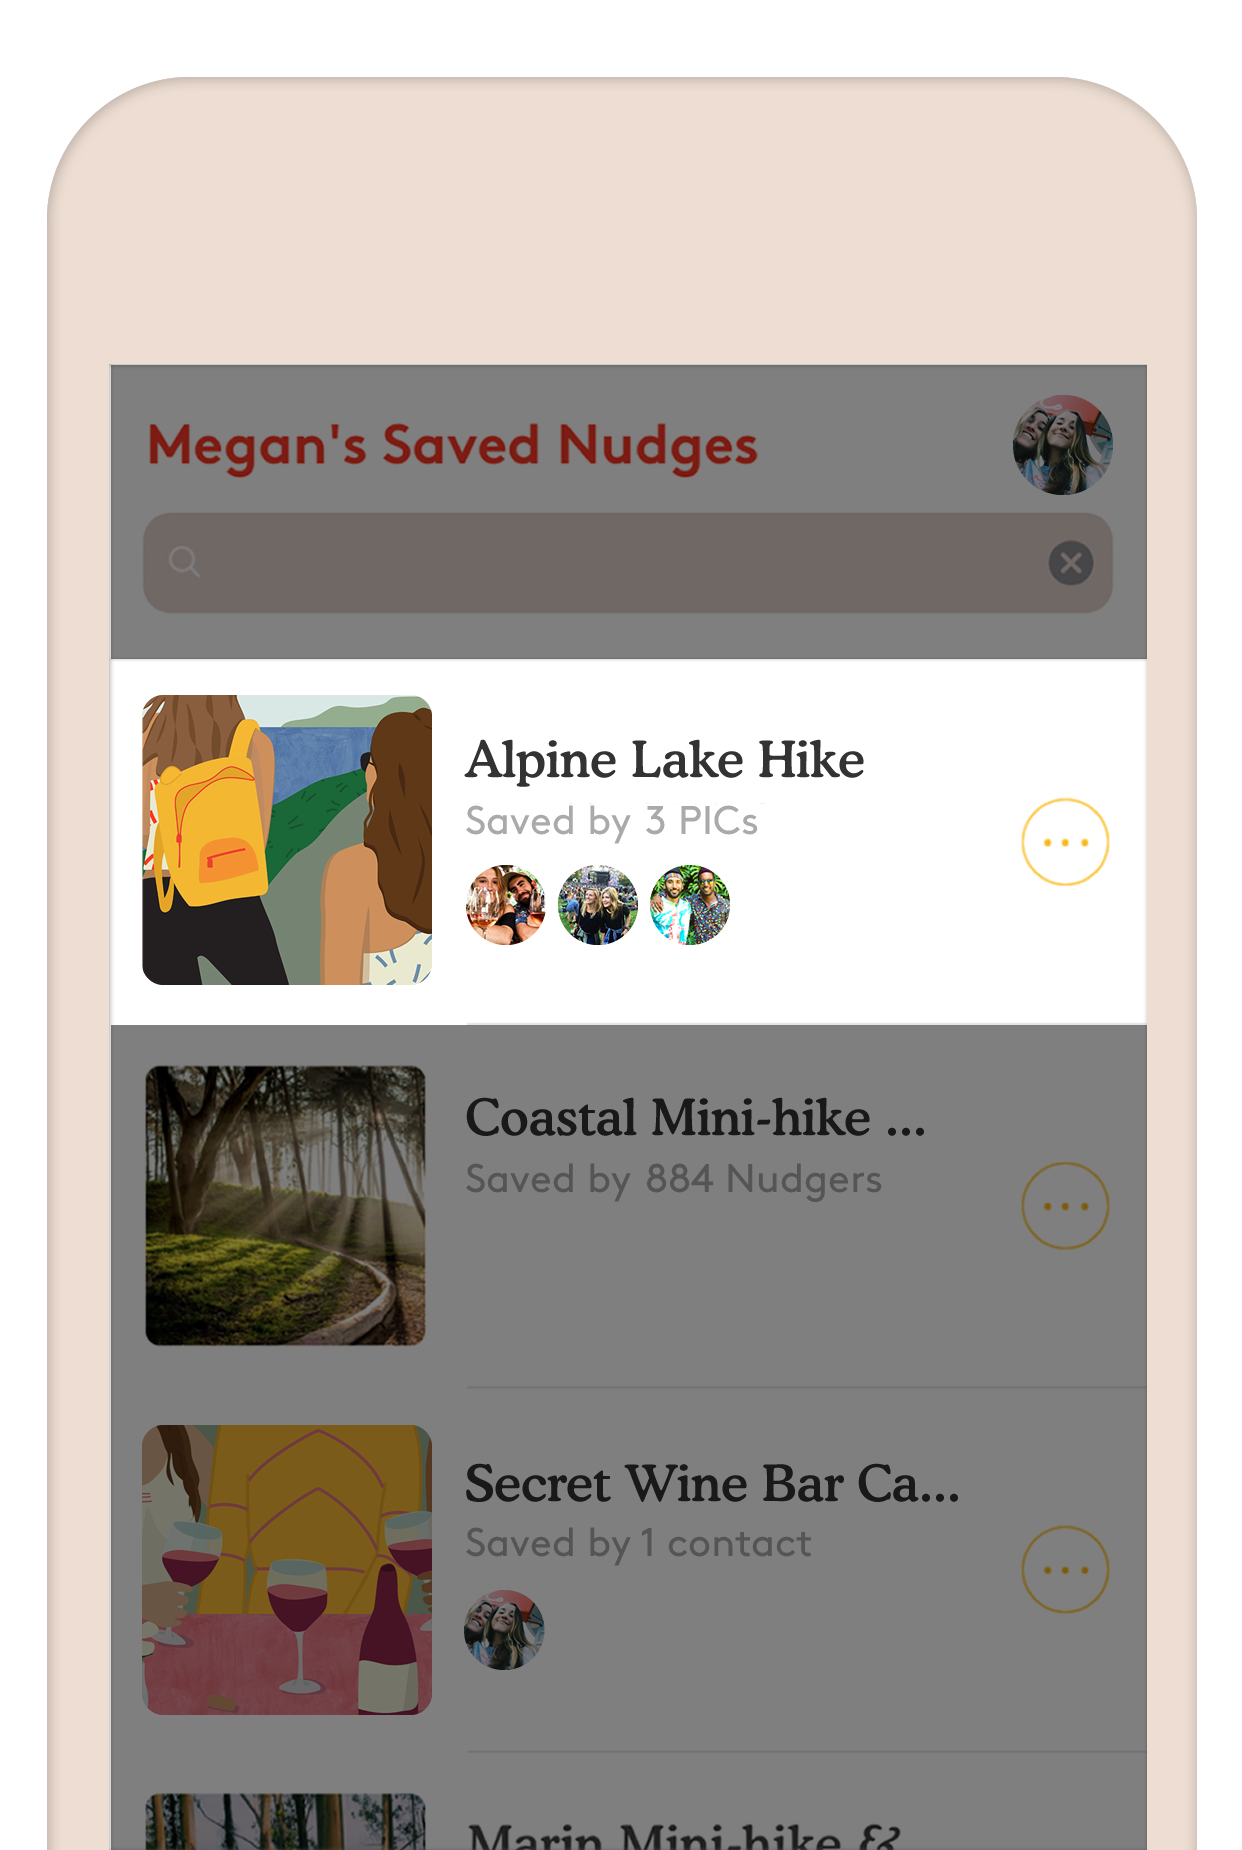 Megan's Saved Nudges
Alpine Lake Hike
Saved by 3 PICs
Coastal Mini-hike ...
Saved by 884 Nudgers
Secret Wine Bar Ca...
Saved by 1 contact
Marin Mini-hike &